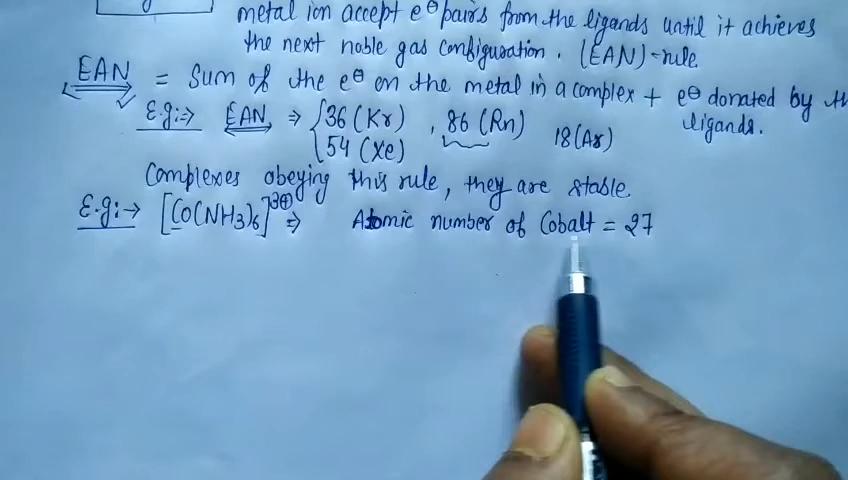 metal ion accept e⊖ pairs from the ligands until it achieves
the next noble gas configuration. (EAN)-rule
EAN = Sum of the e⊖ on the metal in a complex + e⊖ donated by th
ligands.
E.g:→ EAN ⇒ {36 (Kr), 86 (Rn) 18(Ar)
54 (Xe)
Complexes obeying this rule, they are stable.
E.g:→ [Co(NH3)6]3⊕ ⇒ Atomic number of Cobalt = 27